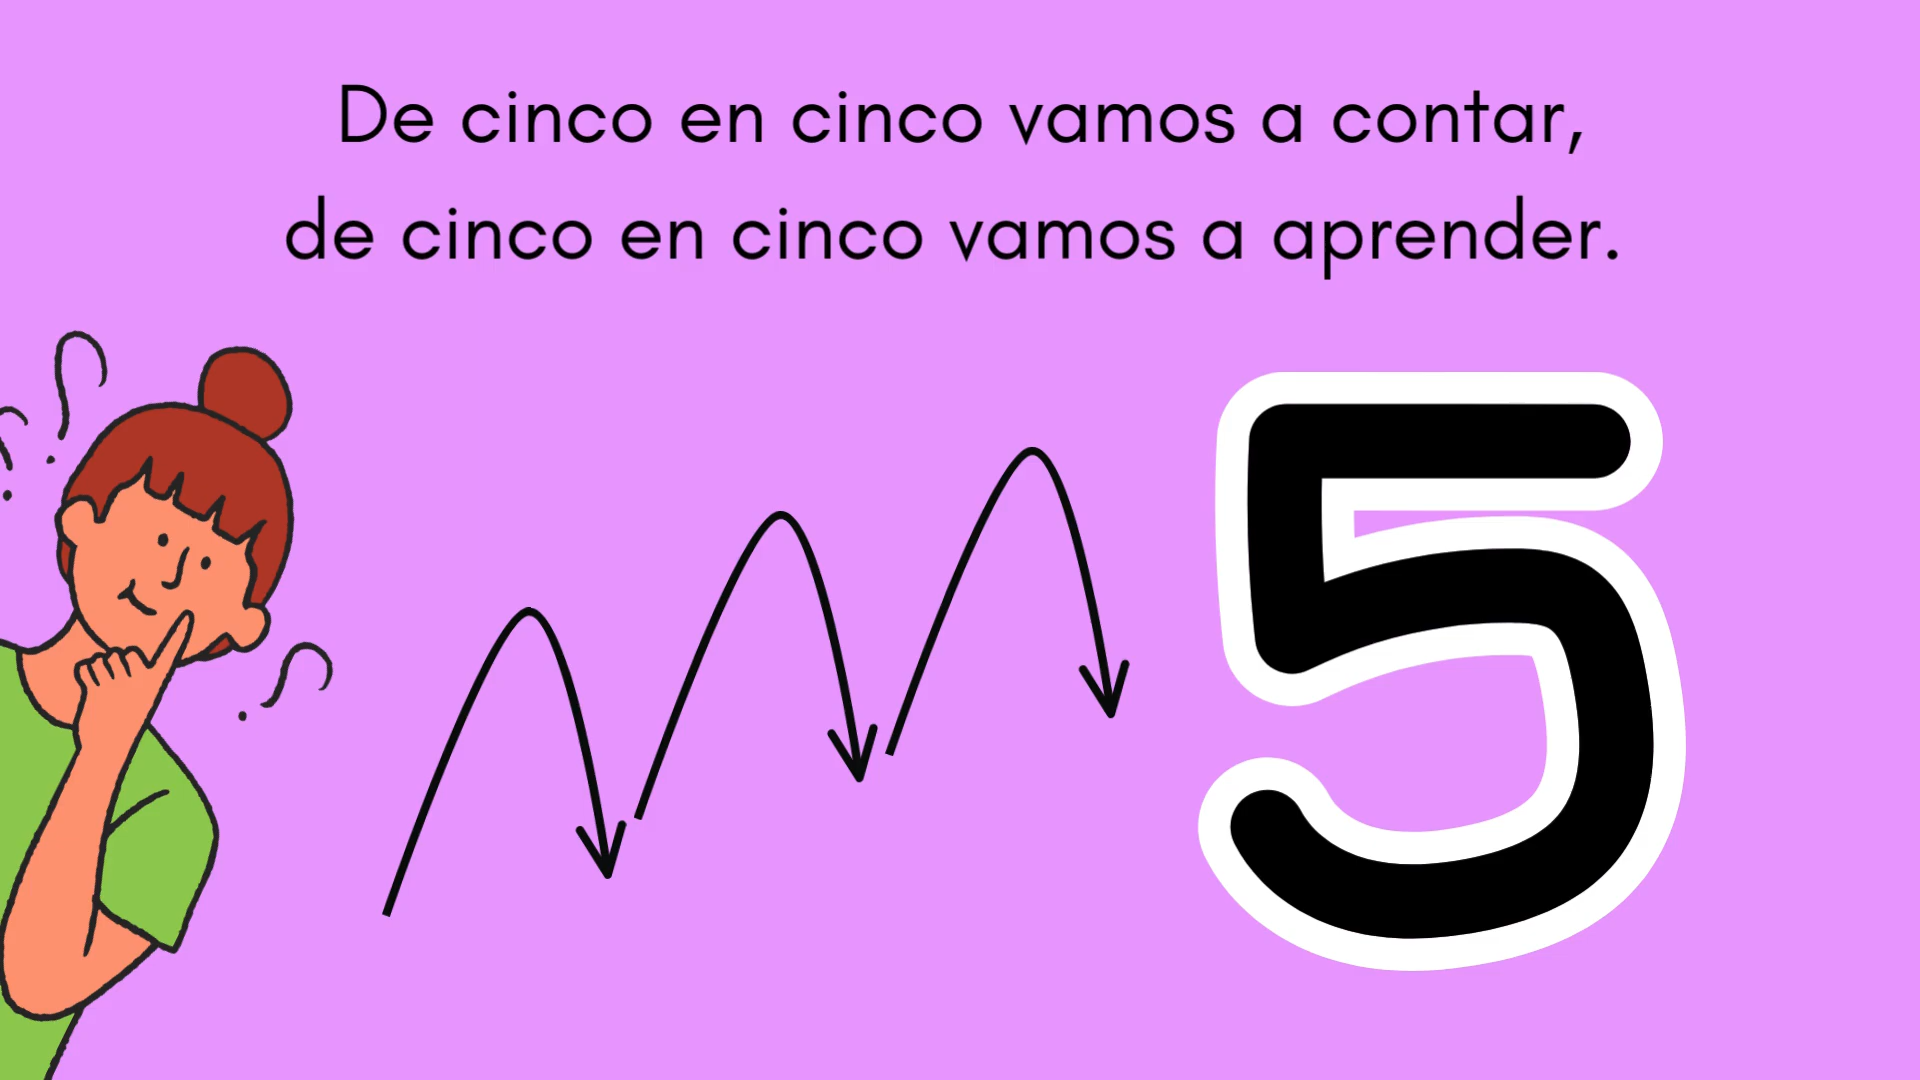 De cinco en cinco vamos a contar,
de cinco en cinco vamos a aprender.
5